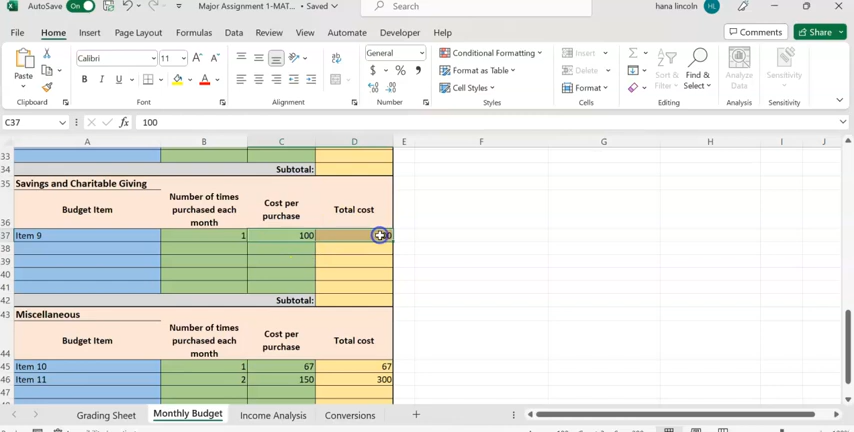 AutoSave On Major Assignment 1-MAT... • Saved Search hana lincoln HL
File Home Insert Page Layout Formulas Data Review View Automate Developer Help Comments Share
Paste Calibri 11 General Conditional Formatting Insert Sort & Find & Analyze Sensitivity
B I U $ % Format as Table Delete Filter Select Data
Cell Styles Format
Clipboard Font Alignment Number Styles Cells Editing Analysis Sensitivity
C37 fx 100
A B C D E F G H I J
33
34 Subtotal:
35 Savings and Charitable Giving
36 Budget Item Number of times purchased each month Cost per purchase Total cost
37 Item 9 1 100
38
39
40
41
42 Subtotal:
43 Miscellaneous
44 Budget Item Number of times purchased each month Cost per purchase Total cost
45 Item 10 1 67 67
46 Item 11 2 150 300
47
Grading Sheet Monthly Budget Income Analysis Conversions